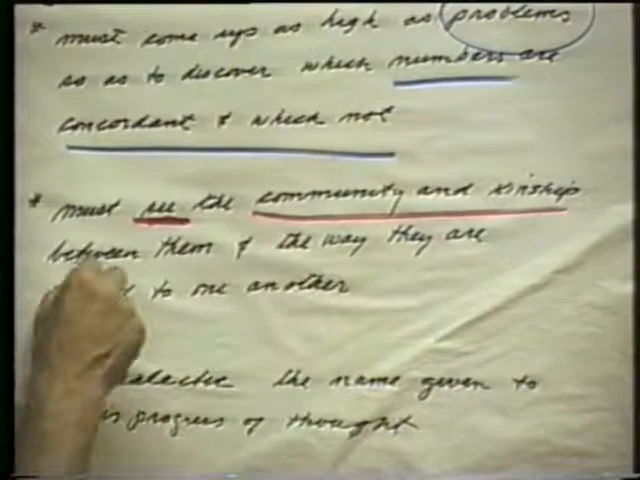 * must come up as high as problems
so as to discover which numbers are
concordant & which not
* must see the community and kinship
between them & the way they are
to one another
the name given to
progress of thought